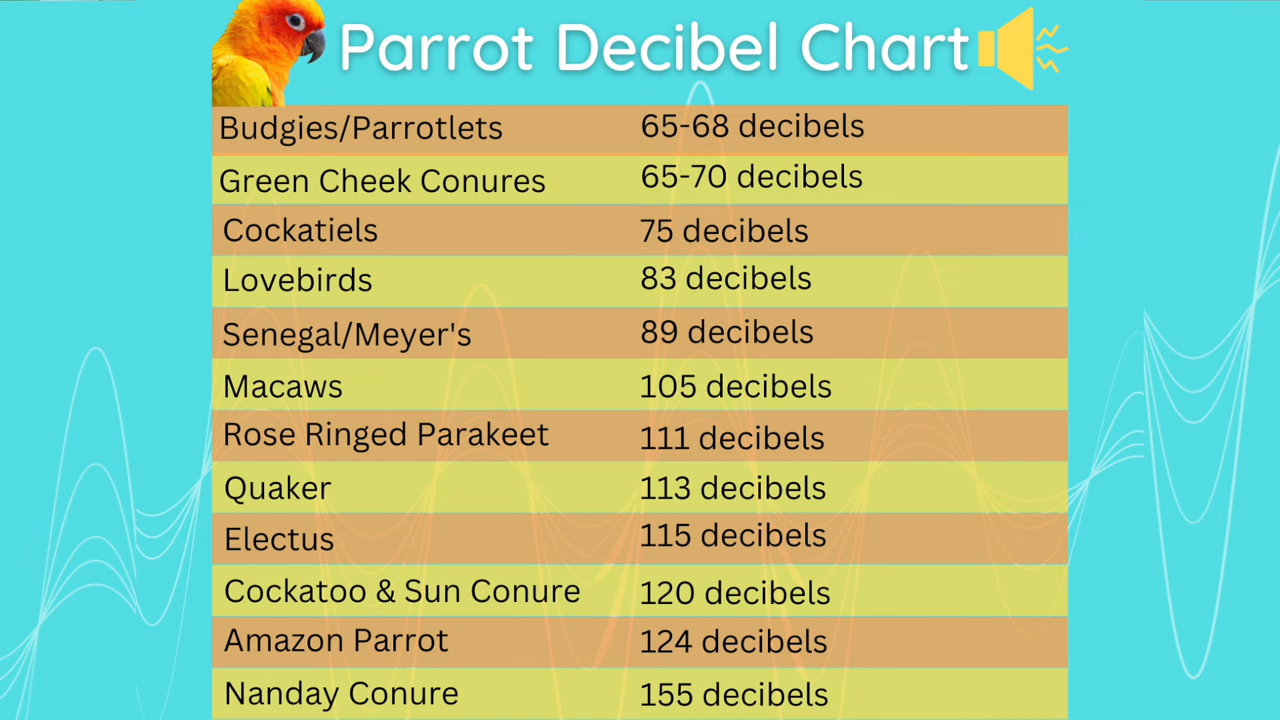 Parrot Decibel Chart
Budgies/Parrotlets 65-68 decibels
Green Cheek Conures 65-70 decibels
Cockatiels 75 decibels
Lovebirds 83 decibels
Senegal/Meyer's 89 decibels
Macaws 105 decibels
Rose Ringed Parakeet 111 decibels
Quaker 113 decibels
Electus 115 decibels
Cockatoo & Sun Conure 120 decibels
Amazon Parrot 124 decibels
Nanday Conure 155 decibels